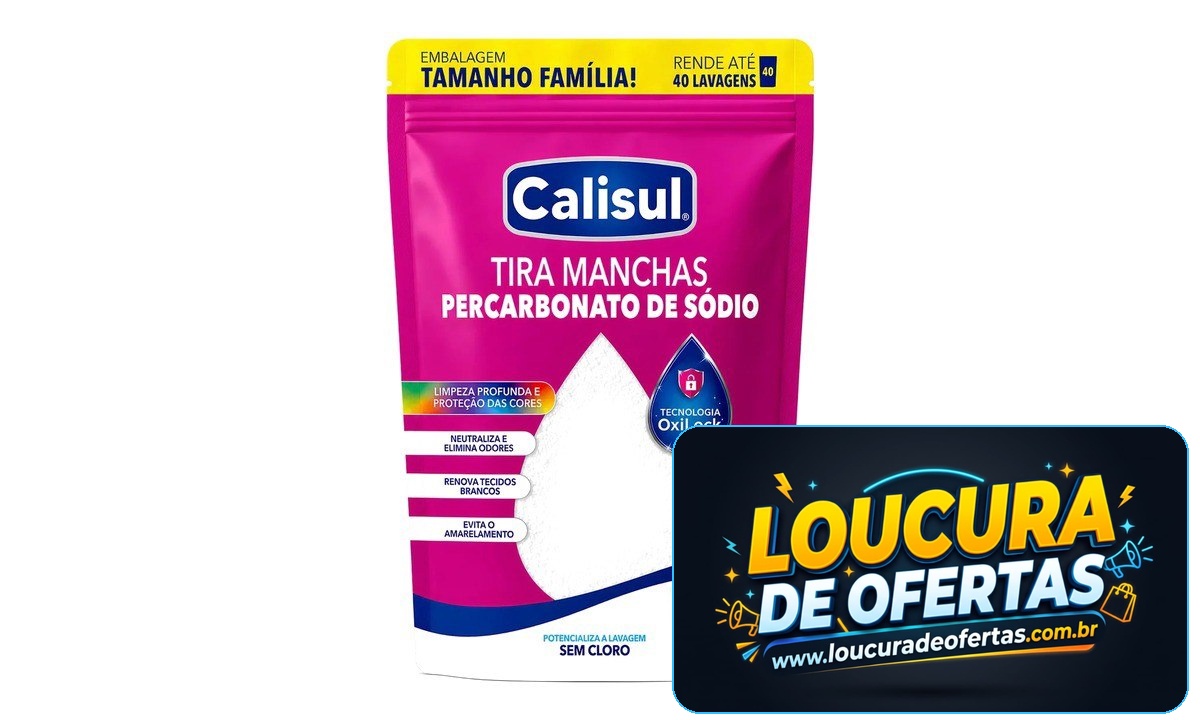 EMBALAGEM
TAMANHO FAMÍLIA!
RENDE ATÉ
40 LAVAGENS
40
Calisul®
TIRA MANCHAS
PERCARBONATO DE SÓDIO
LIMPEZA PROFUNDA E
PROTEÇÃO DAS CORES
NEUTRALIZA E
ELIMINA ODORES
RENOVA TECIDOS
BRANCOS
EVITA O
AMARELAMENTO
TECNOLOGIA
OxiLock
POTENCIALIZA A LAVAGEM
SEM CLORO
LOUCURA
DE OFERTAS
www.loucuradeofertas.com.br